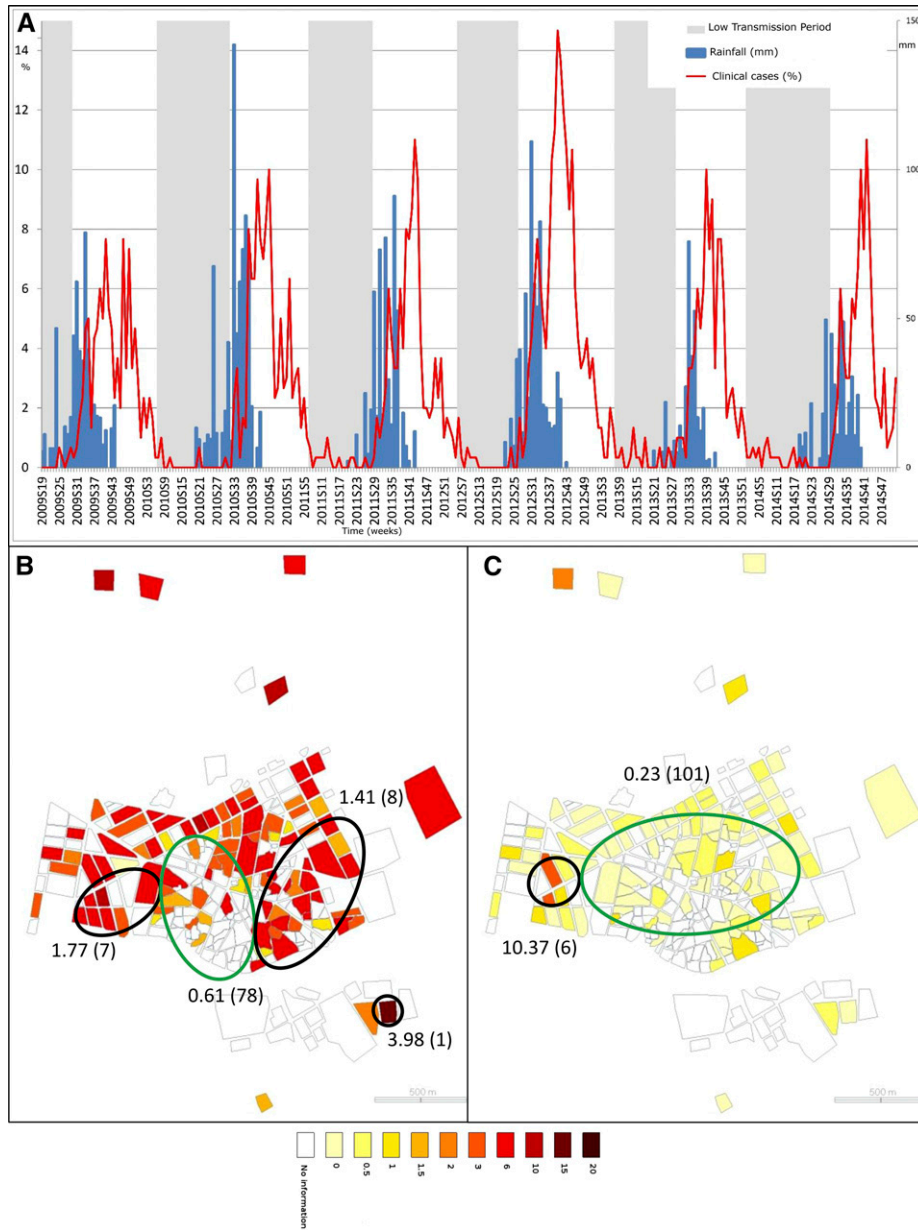 A
14
%
12
10
8
6
4
2
0
Low Transmission Period
Rainfall (mm)
Clinical cases (%)
150
mm
100
50
0
2009S19
2009S25
2009S31
2009S37
2009S43
2009S49
2010S3
2010S9
2010S15
2010S21
2010S27
2010S33
2010S39
2010S45
2010S51
2011S5
2011S11
2011S17
2011S23
2011S29
2011S35
2011S41
2011S47
2012S1
2012S7
2012S13
2012S19
2012S25
2012S31
2012S37
2012S43
2012S49
2013S3
2013S9
2013S15
2013S21
2013S27
2013S33
2013S39
2013S45
2013S51
2014S5
2014S11
2014S17
2014S23
2014S29
2014S35
2014S41
2014S47
Time (weeks)
B
1.41 (8)
1.77 (7)
0.61 (78)
3.98 (1)
500 m
C
0.23 (101)
10.37 (6)
500 m
No information
0
0.5
1
1.5
2
3
6
10
15
20